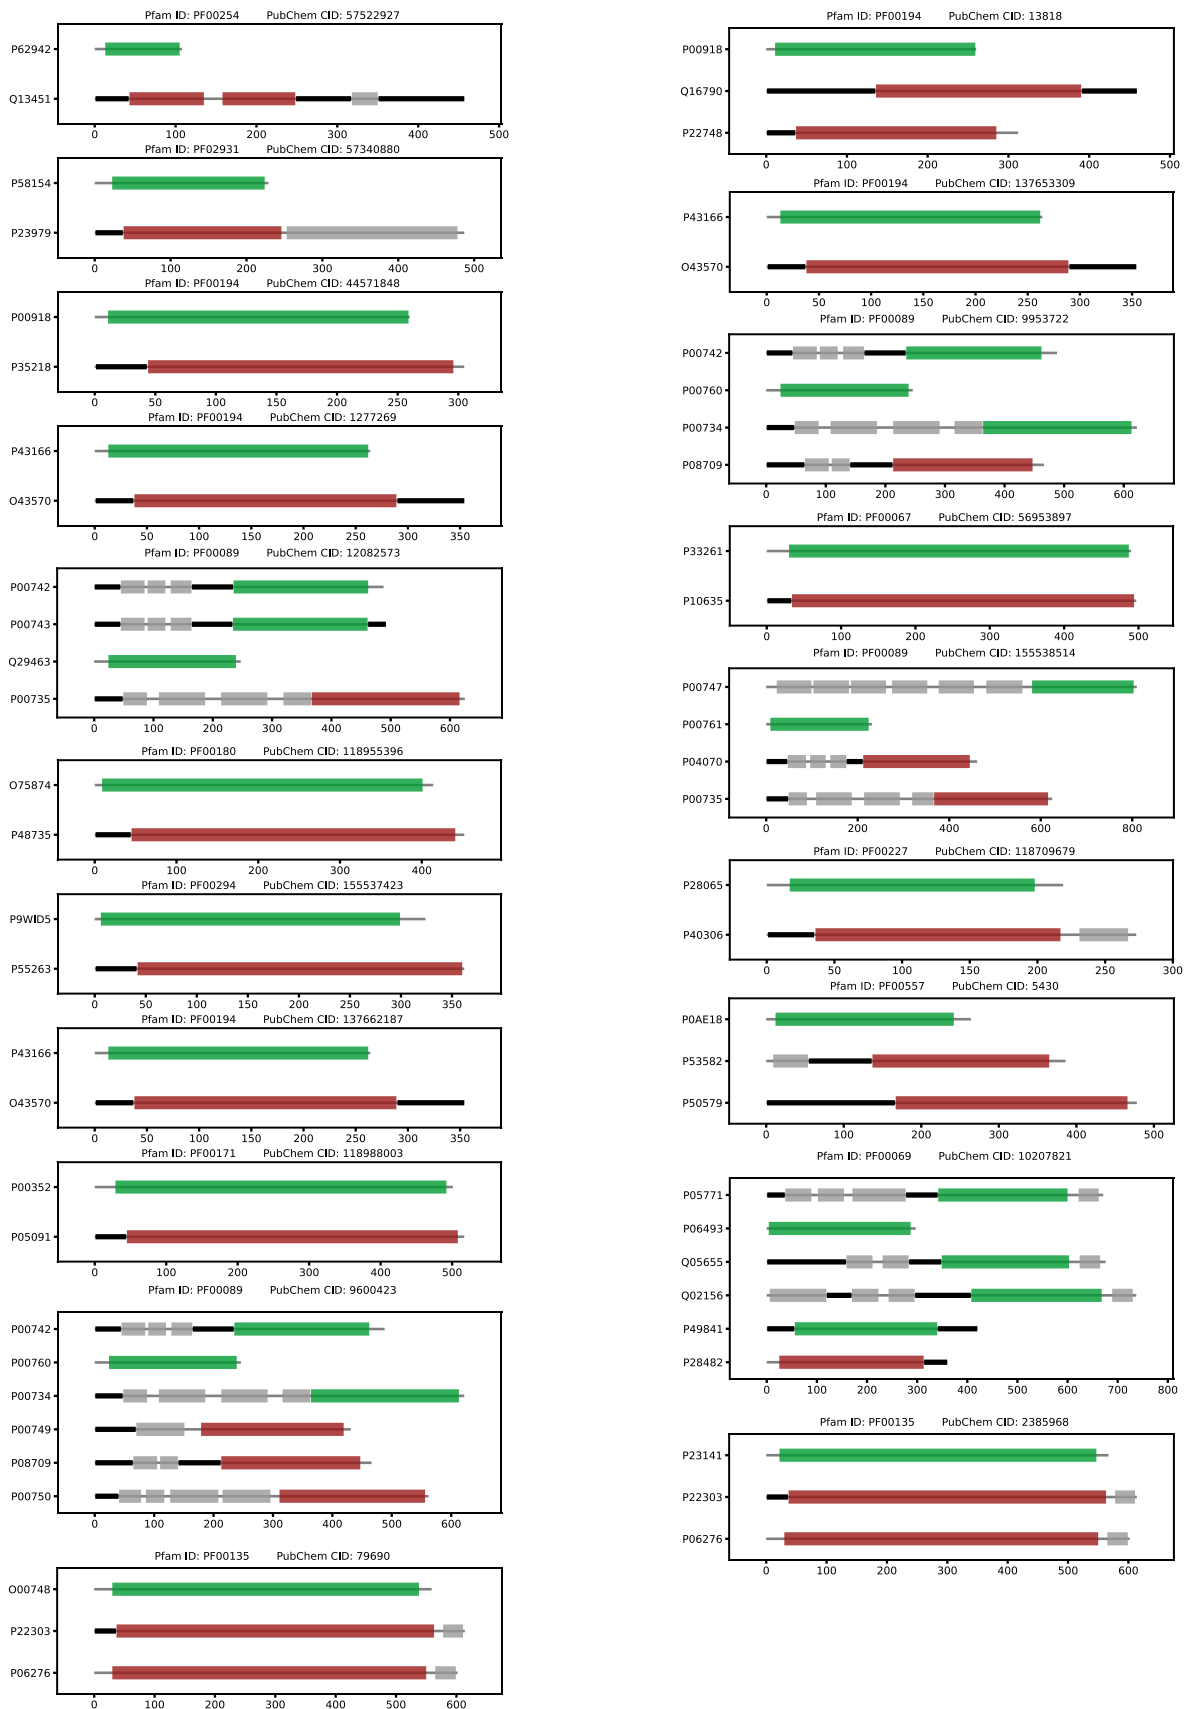 Pfam ID: PF00254 PubChem CID: 57522927
P62942
Q13451
0 100 200 300 400 500
Pfam ID: PF02931 PubChem CID: 57340880
P58154
P23979
0 100 200 300 400 500
Pfam ID: PF00194 PubChem CID: 44571848
P00918
P35218
0 50 100 150 200 250 300
Pfam ID: PF00194 PubChem CID: 1277269
P43166
O43570
0 50 100 150 200 250 300 350
Pfam ID: PF00089 PubChem CID: 12082573
P00742
P00743
Q29463
P00735
0 100 200 300 400 500 600
Pfam ID: PF00180 PubChem CID: 118955396
O75874
P48735
0 100 200 300 400
Pfam ID: PF00294 PubChem CID: 155537423
P9WID5
P55263
0 50 100 150 200 250 300 350
Pfam ID: PF00194 PubChem CID: 137662187
P43166
O43570
0 50 100 150 200 250 300 350
Pfam ID: PF00171 PubChem CID: 118988003
P00352
P05091
0 100 200 300 400 500
Pfam ID: PF00089 PubChem CID: 9600423
P00742
P00760
P00734
P00749
P08709
P00750
0 100 200 300 400 500 600
Pfam ID: PF00135 PubChem CID: 79690
O00748
P22303
P06276
0 100 200 300 400 500 600
Pfam ID: PF00194 PubChem CID: 13818
P00918
Q16790
P22748
0 100 200 300 400 500
Pfam ID: PF00194 PubChem CID: 137653309
P43166
O43570
0 50 100 150 200 250 300 350
Pfam ID: PF00089 PubChem CID: 9953722
P00742
P00760
P00734
P08709
0 100 200 300 400 500 600
Pfam ID: PF00067 PubChem CID: 56953897
P33261
P10635
0 100 200 300 400 500
Pfam ID: PF00089 PubChem CID: 155538514
P00747
P00761
P04070
P00735
0 200 400 600 800
Pfam ID: PF00227 PubChem CID: 118709679
P28065
P40306
0 50 100 150 200 250 300
Pfam ID: PF00557 PubChem CID: 5430
P0AE18
P53582
P50579
0 100 200 300 400 500
Pfam ID: PF00069 PubChem CID: 10207821
P05771
P06493
Q05655
Q02156
P49841
P28482
0 100 200 300 400 500 600 700 800
Pfam ID: PF00135 PubChem CID: 2385968
P23141
P22303
P06276
0 100 200 300 400 500 600